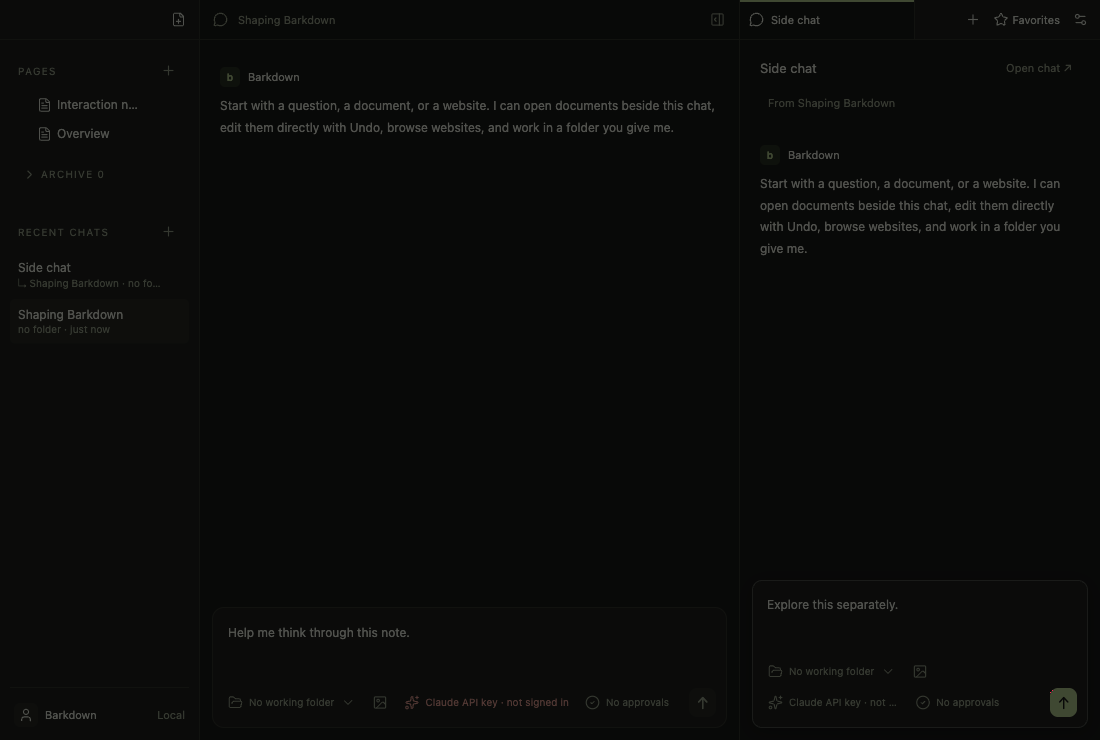 Shaping Barkdown
Side chat
Favorites
PAGES
Interaction n...
Overview
ARCHIVE 0
RECENT CHATS
Side chat
Shaping Barkdown · no fo...
Shaping Barkdown
no folder · just now
Barkdown
Local
b Barkdown
Start with a question, a document, or a website. I can open documents beside this chat,
edit them directly with Undo, browse websites, and work in a folder you give me.
Help me think through this note.
No working folder
Claude API key · not signed in
No approvals
Side chat
Open chat
From Shaping Barkdown
b Barkdown
Start with a question, a document, or a website. I can
open documents beside this chat, edit them directly
with Undo, browse websites, and work in a folder you
give me.
Explore this separately.
No working folder
Claude API key · not ...
No approvals